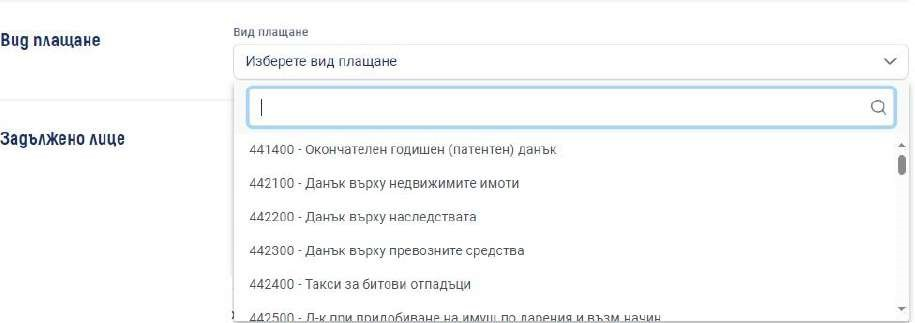 Вид плащане
Вид плащане
Изберете вид плащане
Задължено лице
441400 - Окончателен годишен (патентен) данък
442100 - Данък върху недвижимите имоти
442200 - Данък върху наследствата
442300 - Данък върху превозните средства
442400 - Такси за битови отпадъци
442500 - Д-к при придобиване на имущ.по дарения и възм.начин